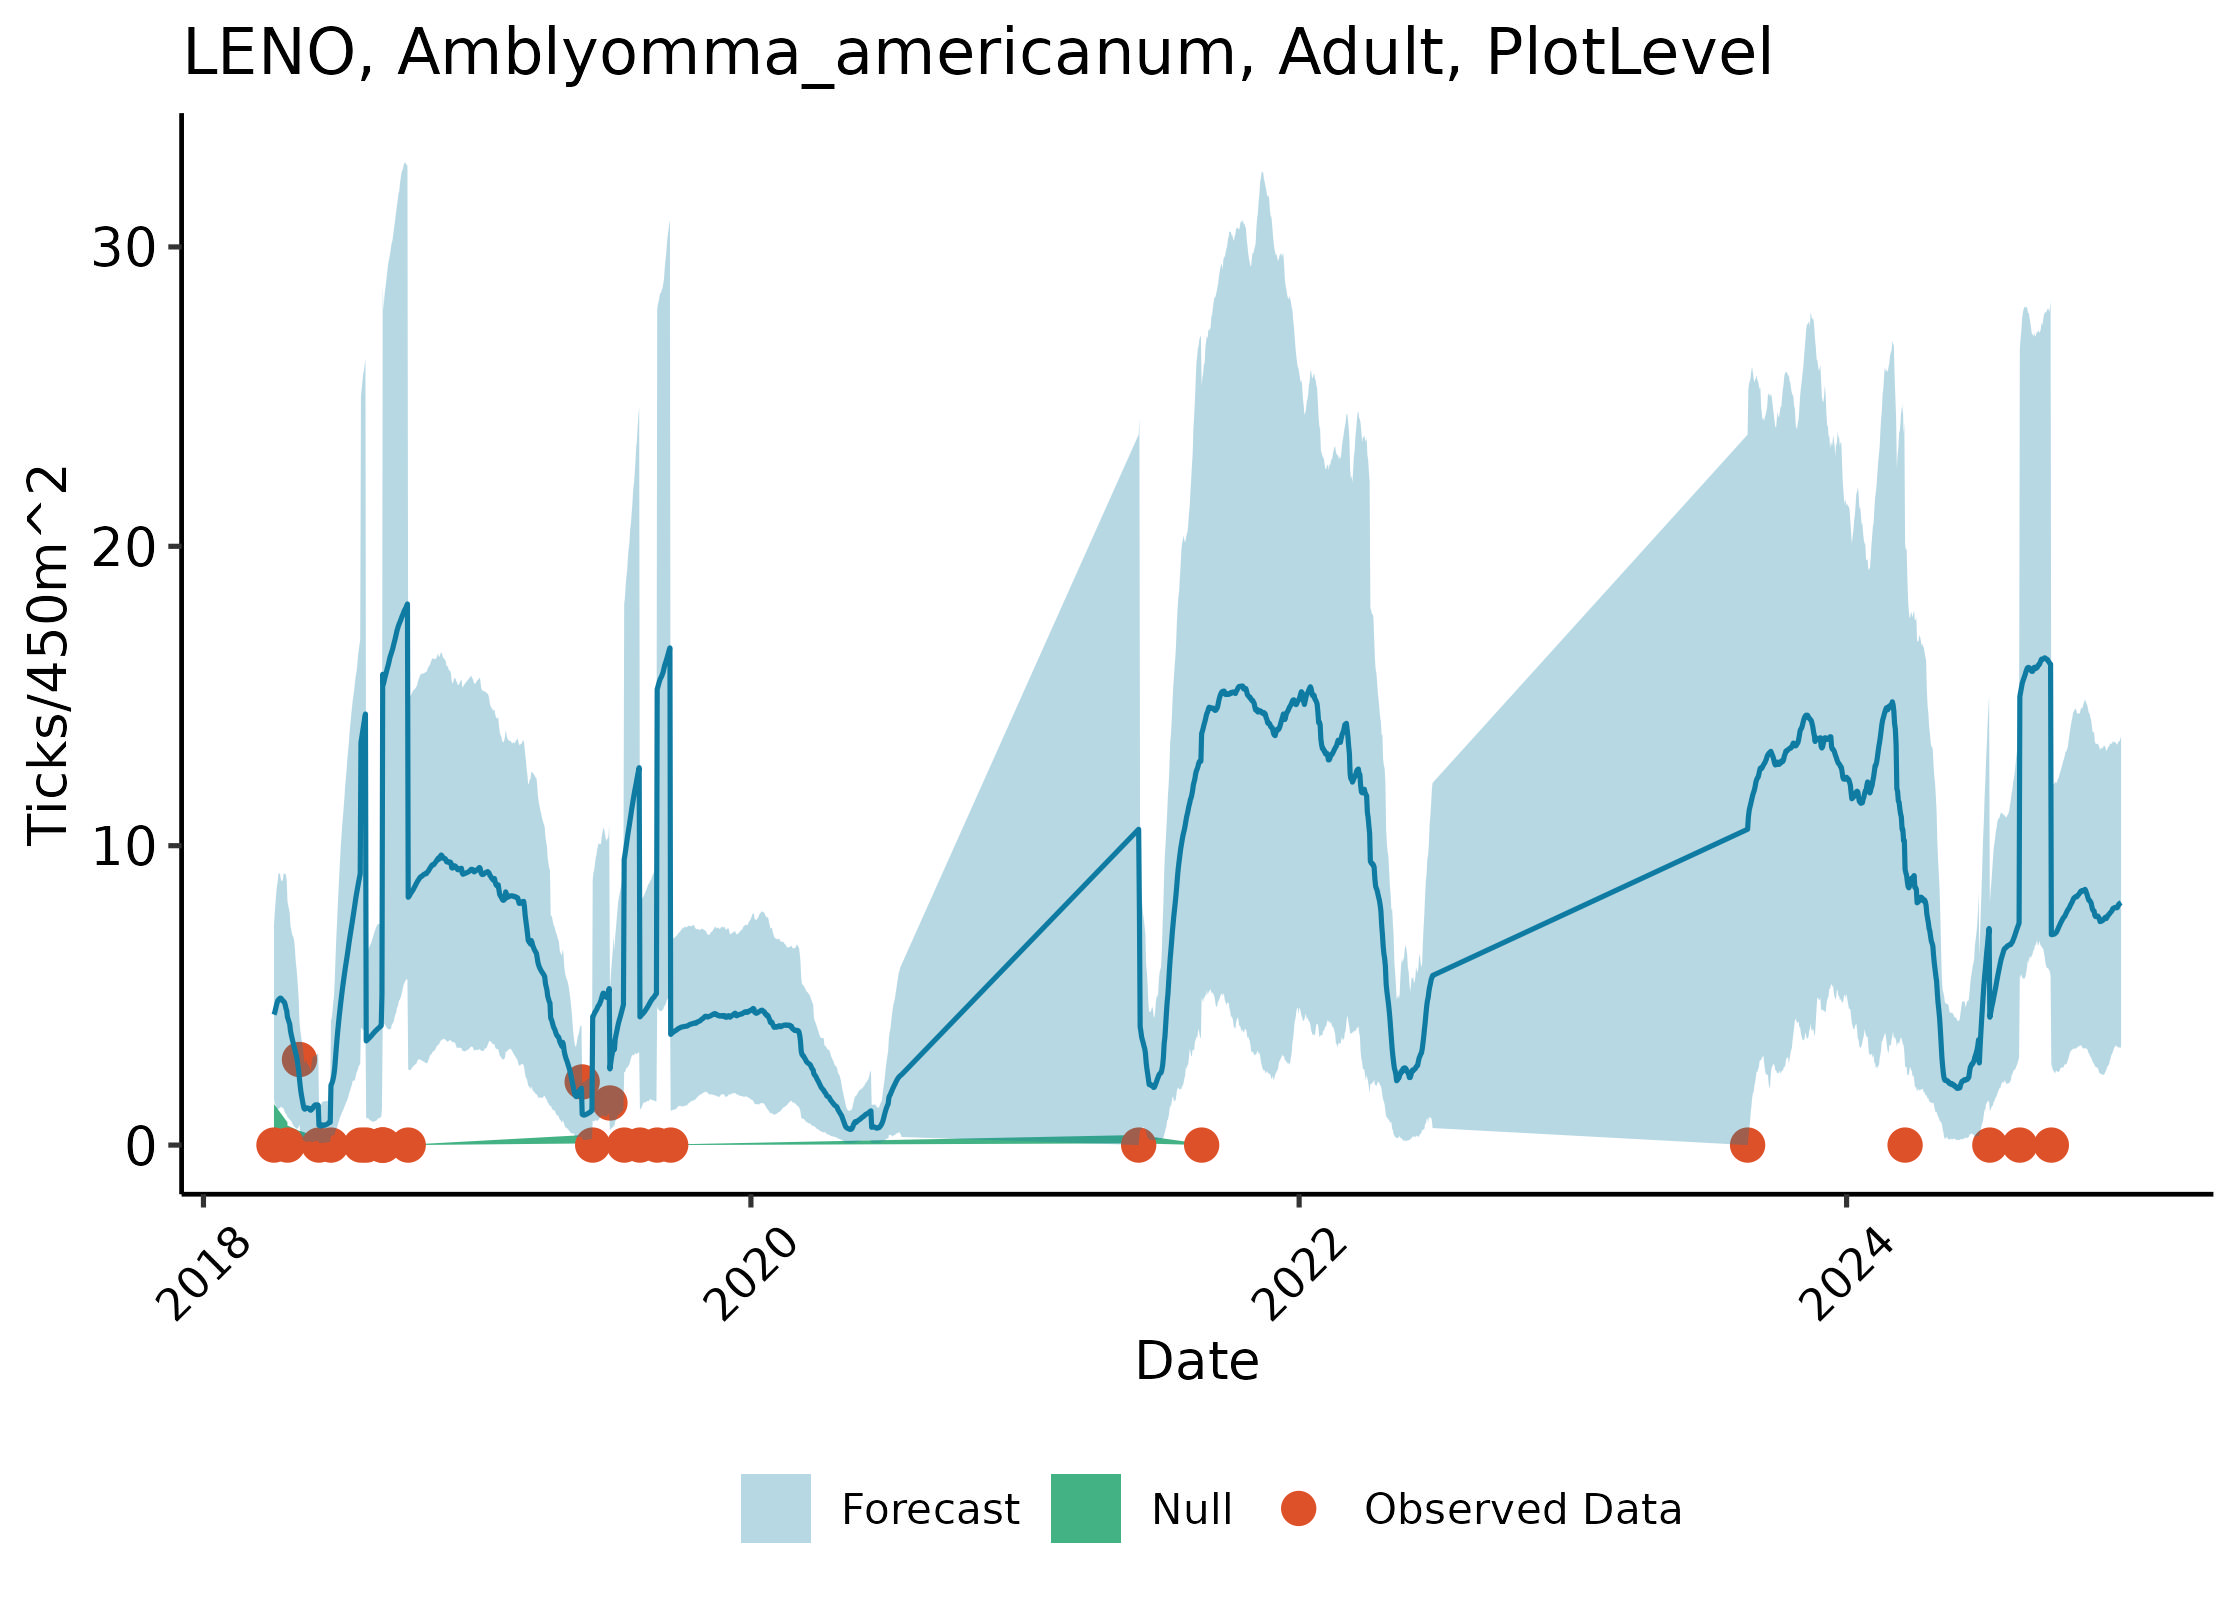 LENO, Amblyomma_americanum, Adult, PlotLevel
Ticks/450m^2
30
20
10
0
2018
2020
2022
2024
Date
Forecast
Null
Observed Data